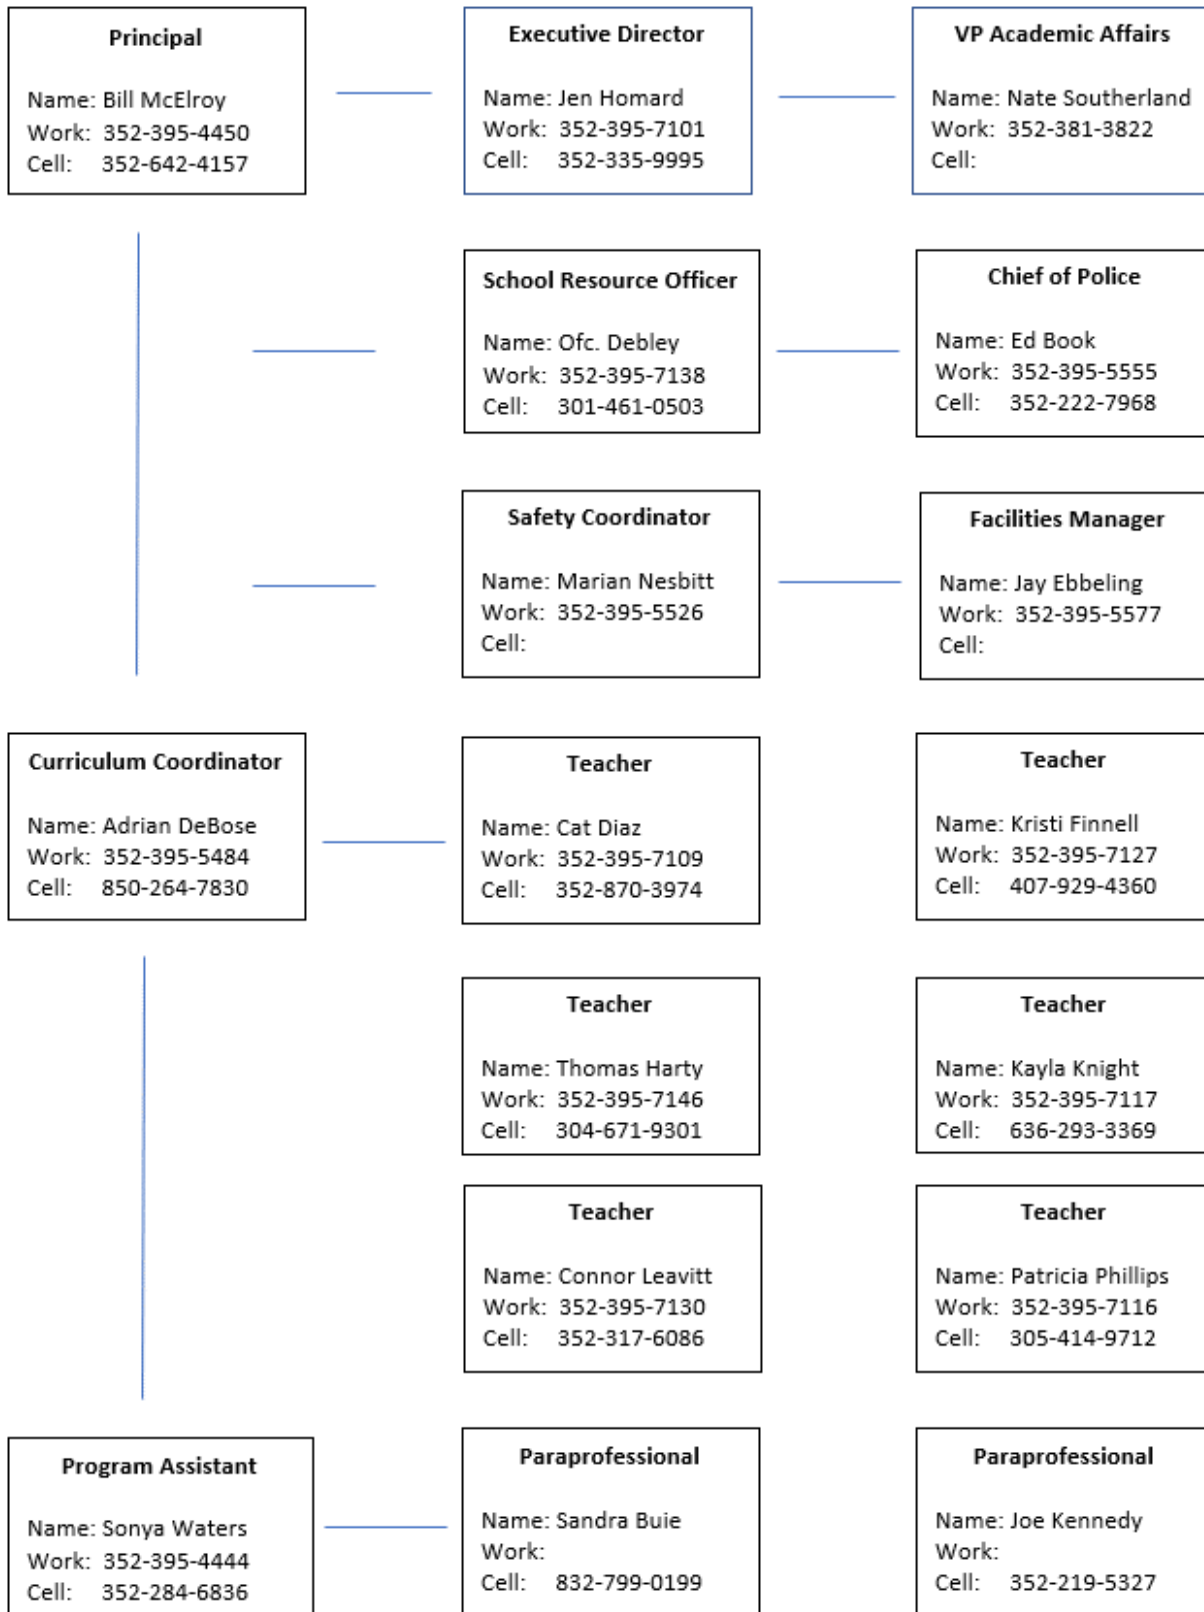 Principal
Name: Bill McElroy
Work: 352-395-4450
Cell: 352-642-4157
Executive Director
Name: Jen Homard
Work: 352-395-7101
Cell: 352-335-9995
VP Academic Affairs
Name: Nate Southerland
Work: 352-381-3822
Cell:
School Resource Officer
Name: Ofc. Debley
Work: 352-395-7138
Cell: 301-461-0503
Chief of Police
Name: Ed Book
Work: 352-395-5555
Cell: 352-222-7968
Safety Coordinator
Name: Marian Nesbitt
Work: 352-395-5526
Cell:
Facilities Manager
Name: Jay Ebbeling
Work: 352-395-5577
Cell:
Curriculum Coordinator
Name: Adrian DeBose
Work: 352-395-5484
Cell: 850-264-7830
Teacher
Name: Cat Diaz
Work: 352-395-7109
Cell: 352-870-3974
Teacher
Name: Kristi Finnell
Work: 352-395-7127
Cell: 407-929-4360
Teacher
Name: Thomas Harty
Work: 352-395-7146
Cell: 304-671-9301
Teacher
Name: Kayla Knight
Work: 352-395-7117
Cell: 636-293-3369
Teacher
Name: Connor Leavitt
Work: 352-395-7130
Cell: 352-317-6086
Teacher
Name: Patricia Phillips
Work: 352-395-7116
Cell: 305-414-9712
Program Assistant
Name: Sonya Waters
Work: 352-395-4444
Cell: 352-284-6836
Paraprofessional
Name: Sandra Buie
Work:
Cell: 832-799-0199
Paraprofessional
Name: Joe Kennedy
Work:
Cell: 352-219-5327